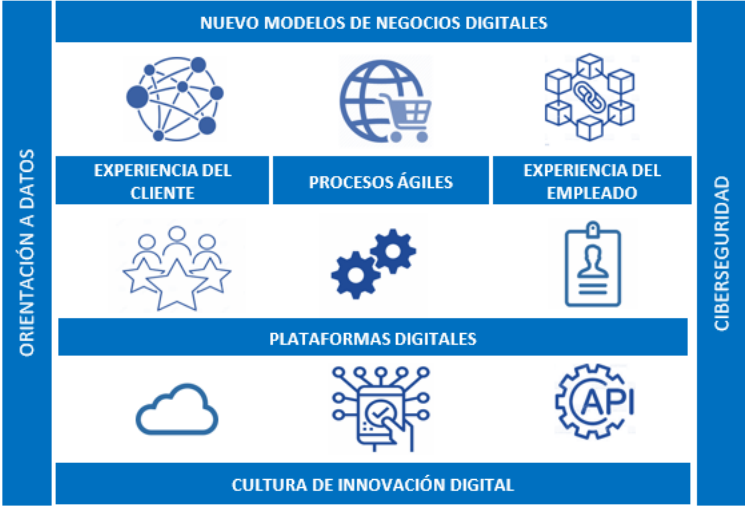 NUEVO MODELOS DE NEGOCIOS DIGITALES
ORIENTACIÓN A DATOS
CIBERSEGURIDAD
EXPERIENCIA DEL
CLIENTE
PROCESOS ÁGILES
EXPERIENCIA DEL
EMPLEADO
PLATAFORMAS DIGITALES
API
CULTURA DE INNOVACIÓN DIGITAL